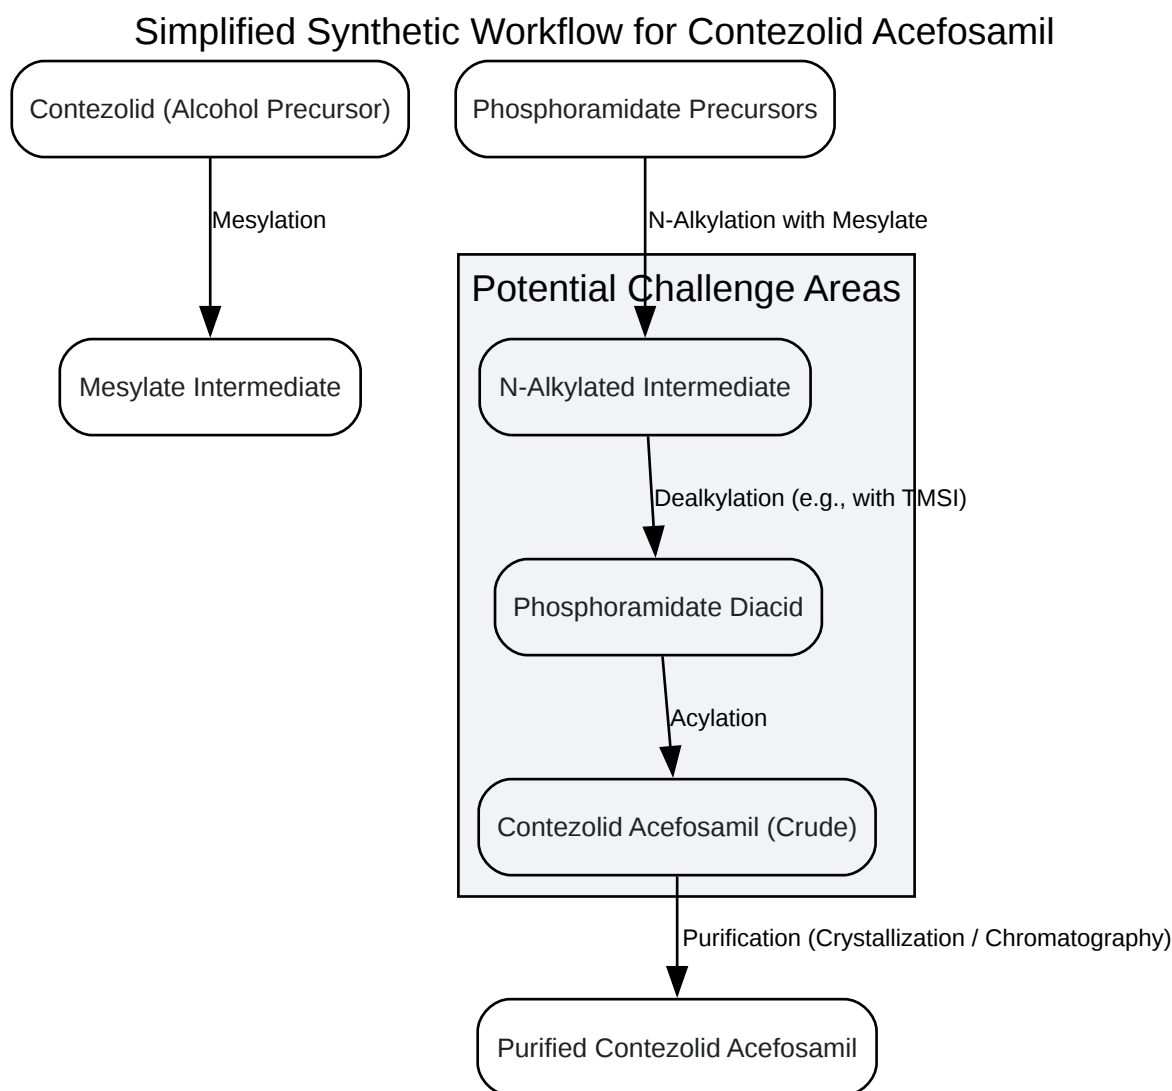 Simplified Synthetic Workflow for Contezolid Acefosamil
Contezolid (Alcohol Precursor)
Phosphoramidate Precursors
Mesylation
N-Alkylation with Mesylate
Potential Challenge Areas
Mesylate Intermediate
N-Alkylated Intermediate
Dealkylation (e.g., with TMSI)
Phosphoramidate Diacid
Acylation
Contezolid Acefosamil (Crude)
Purification (Crystallization / Chromatography)
Purified Contezolid Acefosamil